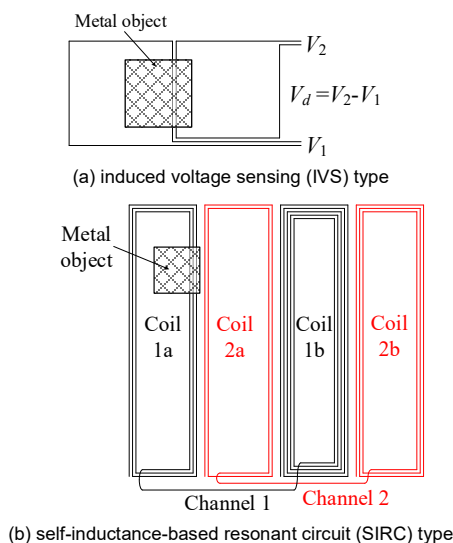 Metal object
V2
Vd =V2-V1
V1
(a) induced voltage sensing (IVS) type
Metal
object
Coil
1a
Coil
2a
Coil
1b
Coil
2b
Channel 1
Channel 2
(b) self-inductance-based resonant circuit (SIRC) type